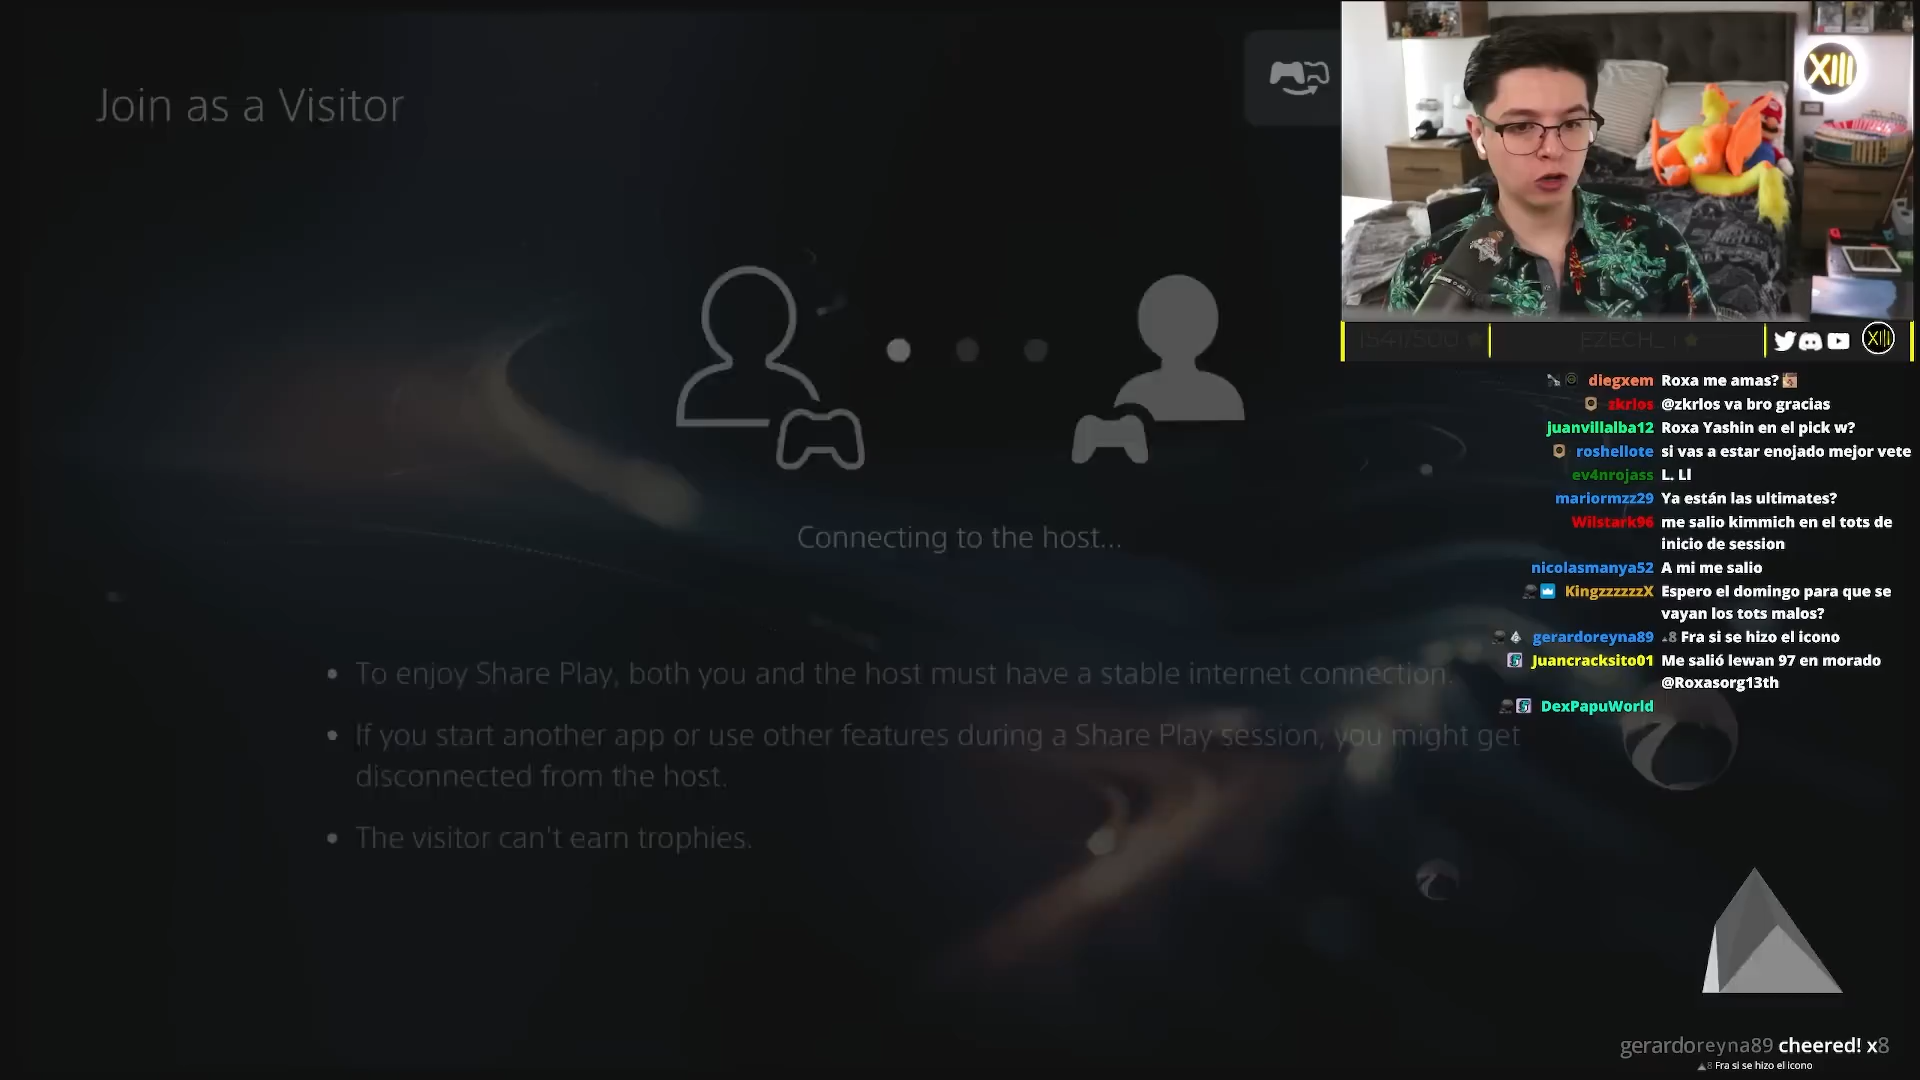 Join as a Visitor
XIII
1541/500
EZECH_1
XIII
Connecting to the host...
• To enjoy Share Play, both you and the host must have a stable internet connection.
• If you start another app or use other features during a Share Play session, you might get
disconnected from the host.
• The visitor can't earn trophies.
diegxem Roxa me amas?
zkrlos @zkrlos va bro gracias
juanvillalba12 Roxa Yashin en el pick w?
roshellote si vas a estar enojado mejor vete
ev4nrojass L. Ll
mariormzz29 Ya están las ultimates?
Wilstark96 me salio kimmich en el tots de
inicio de session
nicolasmanya52 A mi me salio
KingzzzzzzX Espero el domingo para que se
vayan los tots malos?
gerardoreyna89 8 Fra si se hizo el icono
Juancracksito01 Me salió lewan 97 en morado
@Roxasorg13th
DexPapuWorld
gerardoreyna89 cheered! x8
8 Fra si se hizo el icono